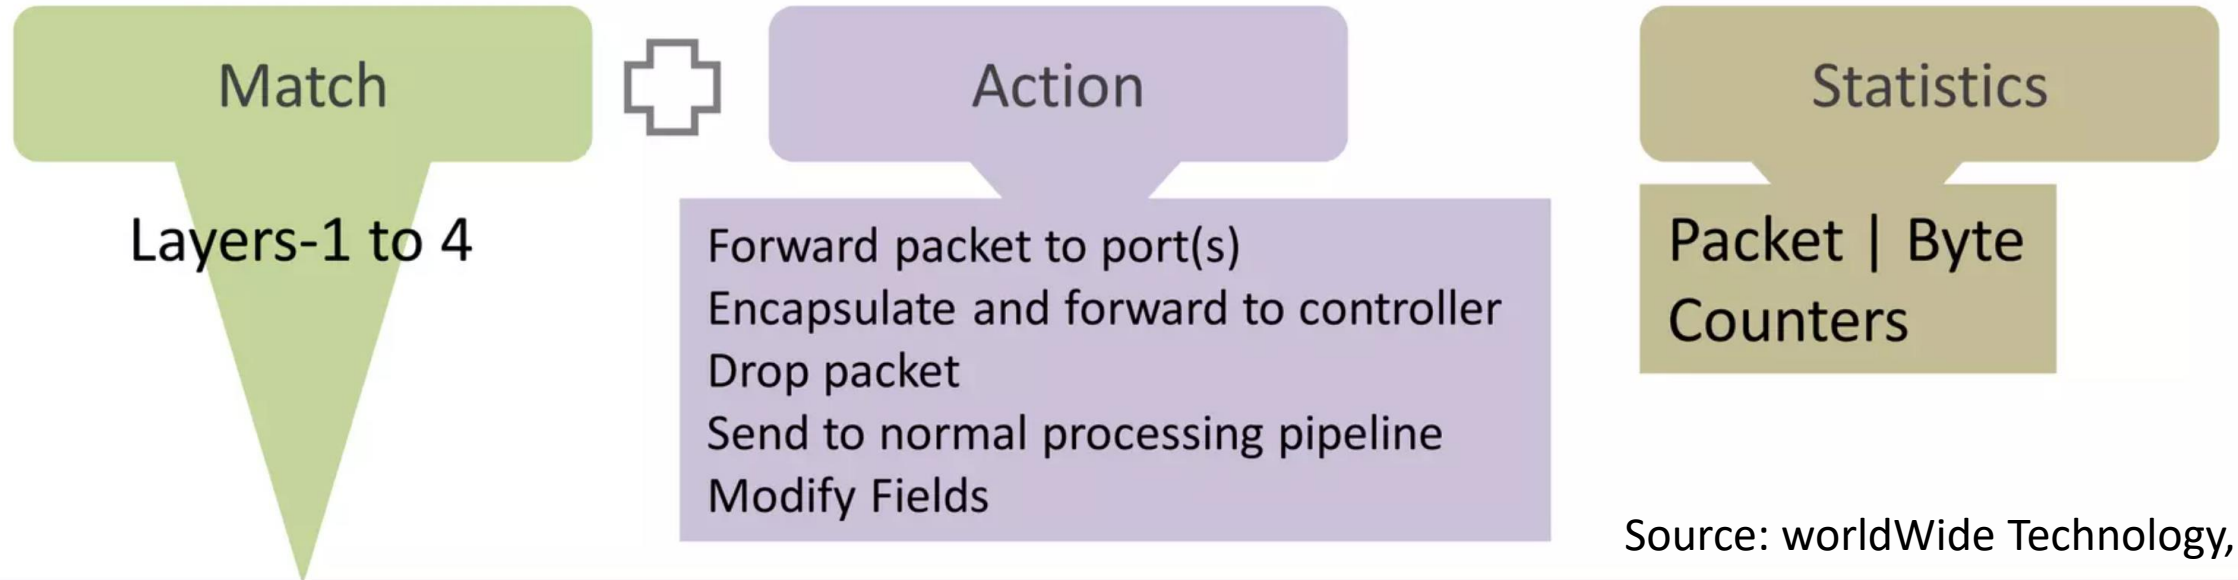 Match
Layers-1 to 4
Action
Forward packet to port(s)
Encapsulate and forward to controller
Drop packet
Send to normal processing pipeline
Modify Fields
Statistics
Packet | Byte
Counters
Source: worldWide Technology,